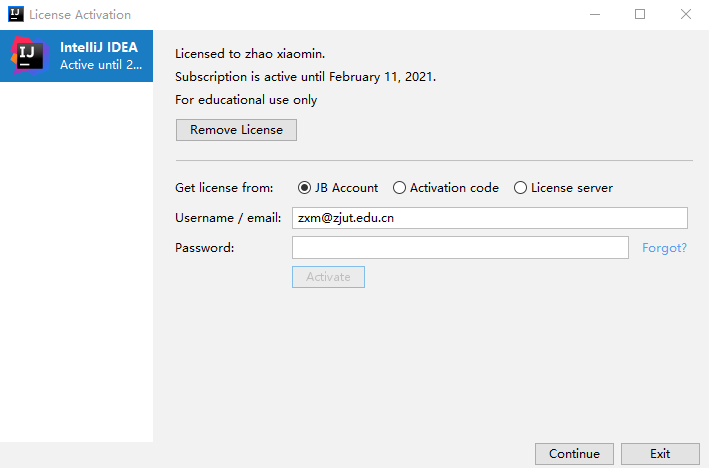 License Activation
IJ
IntelliJ IDEA
Active until 2...
Licensed to zhao xiaomin.
Subscription is active until February 11, 2021.
For educational use only
Remove License
Get license from: JB Account Activation code License server
Username / email: zxm@zjut.edu.cn
Password: Forgot?
Activate
Continue Exit